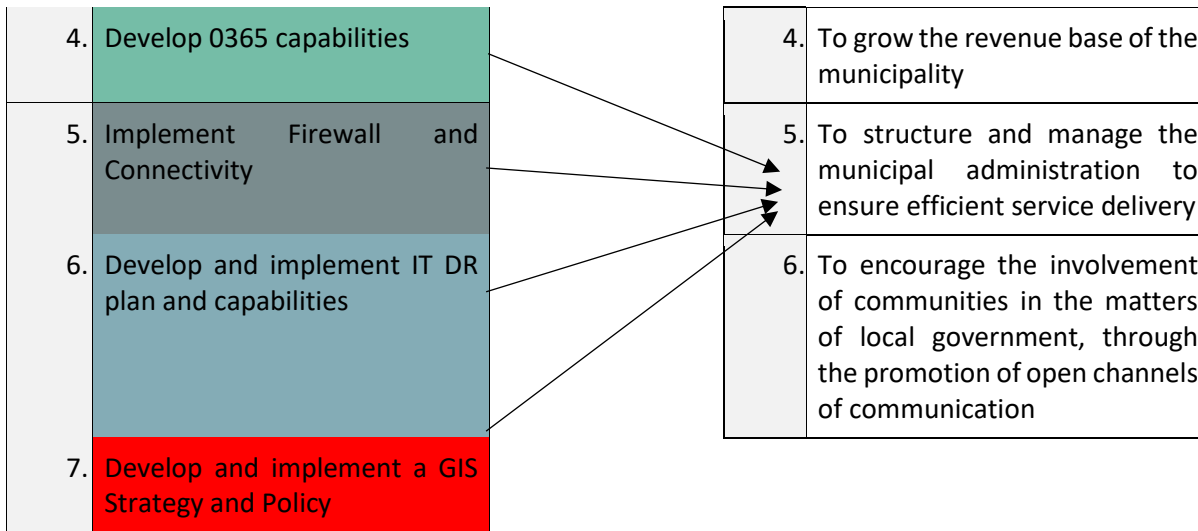 4. Develop 0365 capabilities
5. Implement Firewall and
Connectivity
6. Develop and implement IT DR
plan and capabilities
7. Develop and implement a GIS
Strategy and Policy
4. To grow the revenue base of the
municipality
5. To structure and manage the
municipal administration to
ensure efficient service delivery
6. To encourage the involvement
of communities in the matters
of local government, through
the promotion of open channels
of communication